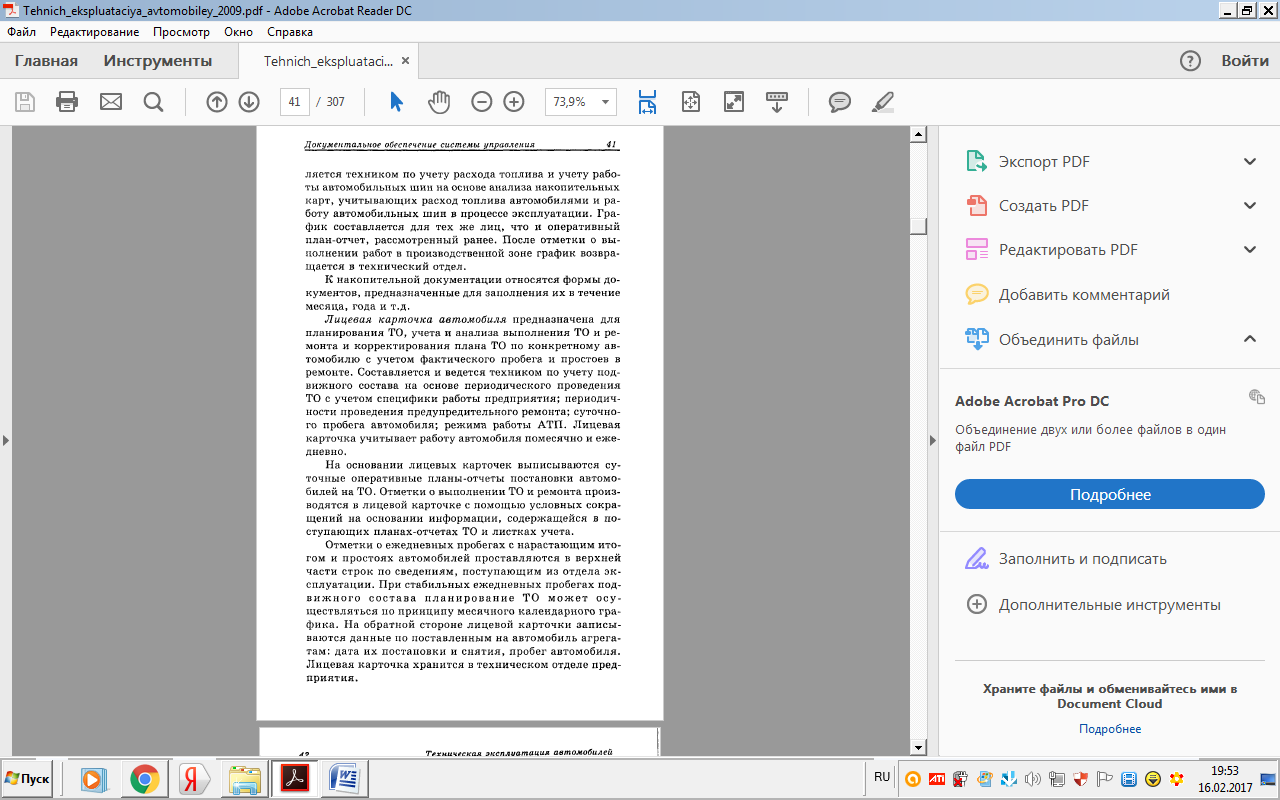 Tehnich_ekspluataciya_avtomobiley_2009.pdf - Adobe Acrobat Reader DC
Файл Редактирование Просмотр Окно Справка
Главная Инструменты Tehnich_ekspluataci... × Войти
41 / 307 73,9%
Документальное обеспечение системы управления 41
ляется техником по учету расхода топлива и учету рабо-
ты автомобильных шин на основе анализа накопительных
карт, учитывающих расход топлива автомобилями и ра-
боту автомобильных шин в процессе эксплуатации. Гра-
фик составляется для тех же лиц, что и оперативный
план-отчет, рассмотренный ранее. После отметки о вы-
полнении работ в производственной зоне график возвра-
щается в технический отдел.
К накопительной документации относятся формы до-
кументов, предназначенные для заполнения их в течение
месяца, года и т.д.
Лицевая карточка автомобиля предназначена для
планирования ТО, учета и анализа выполнения ТО и ре-
монта и корректирования плана ТО по конкретному ав-
томобилю с учетом фактического пробега и простоев в
ремонте. Составляется и ведется техником по учету под-
вижного состава на основе периодического проведения
ТО с учетом специфики работы предприятия; периодич-
ности проведения предупредительного ремонта; суточно-
го пробега автомобиля; режима работы АТП. Лицевая
карточка учитывает работу автомобиля помесячно и еже-
дневно.
На основании лицевых карточек выписываются су-
точные оперативные планы-отчеты постановки автомо-
билей на ТО. Отметки о выполнении ТО и ремонта произ-
водятся в лицевой карточке с помощью условных сокра-
щений на основании информации, содержащейся в по-
ступающих планах-отчетах ТО и листках учета.
Отметки о ежедневных пробегах с нарастающим ито-
гом и простоях автомобилей проставляются в верхней
части строк по сведениям, поступающим из отдела эк-
сплуатации. При стабильных ежедневных пробегах под-
вижного состава планирование ТО может осу-
ществляться по принципу месячного календарного гра-
фика. На обратной стороне лицевой карточки записы-
ваются данные по поставленным на автомобиль агрега-
там: дата их постановки и снятия, пробег автомобиля.
Лицевая карточка хранится в техническом отделе пред-
приятия.
42 Техническая эксплуатация автомобилей
Экспорт PDF
Создать PDF
Редактировать PDF
Добавить комментарий
Объединить файлы
Adobe Acrobat Pro DC
Объединение двух или более файлов в один
файл PDF
Подробнее
Заполнить и подписать
Дополнительные инструменты
Храните файлы и обменивайтесь ими в
Document Cloud
Подробнее
Пуск RU 19:53
16.02.2017